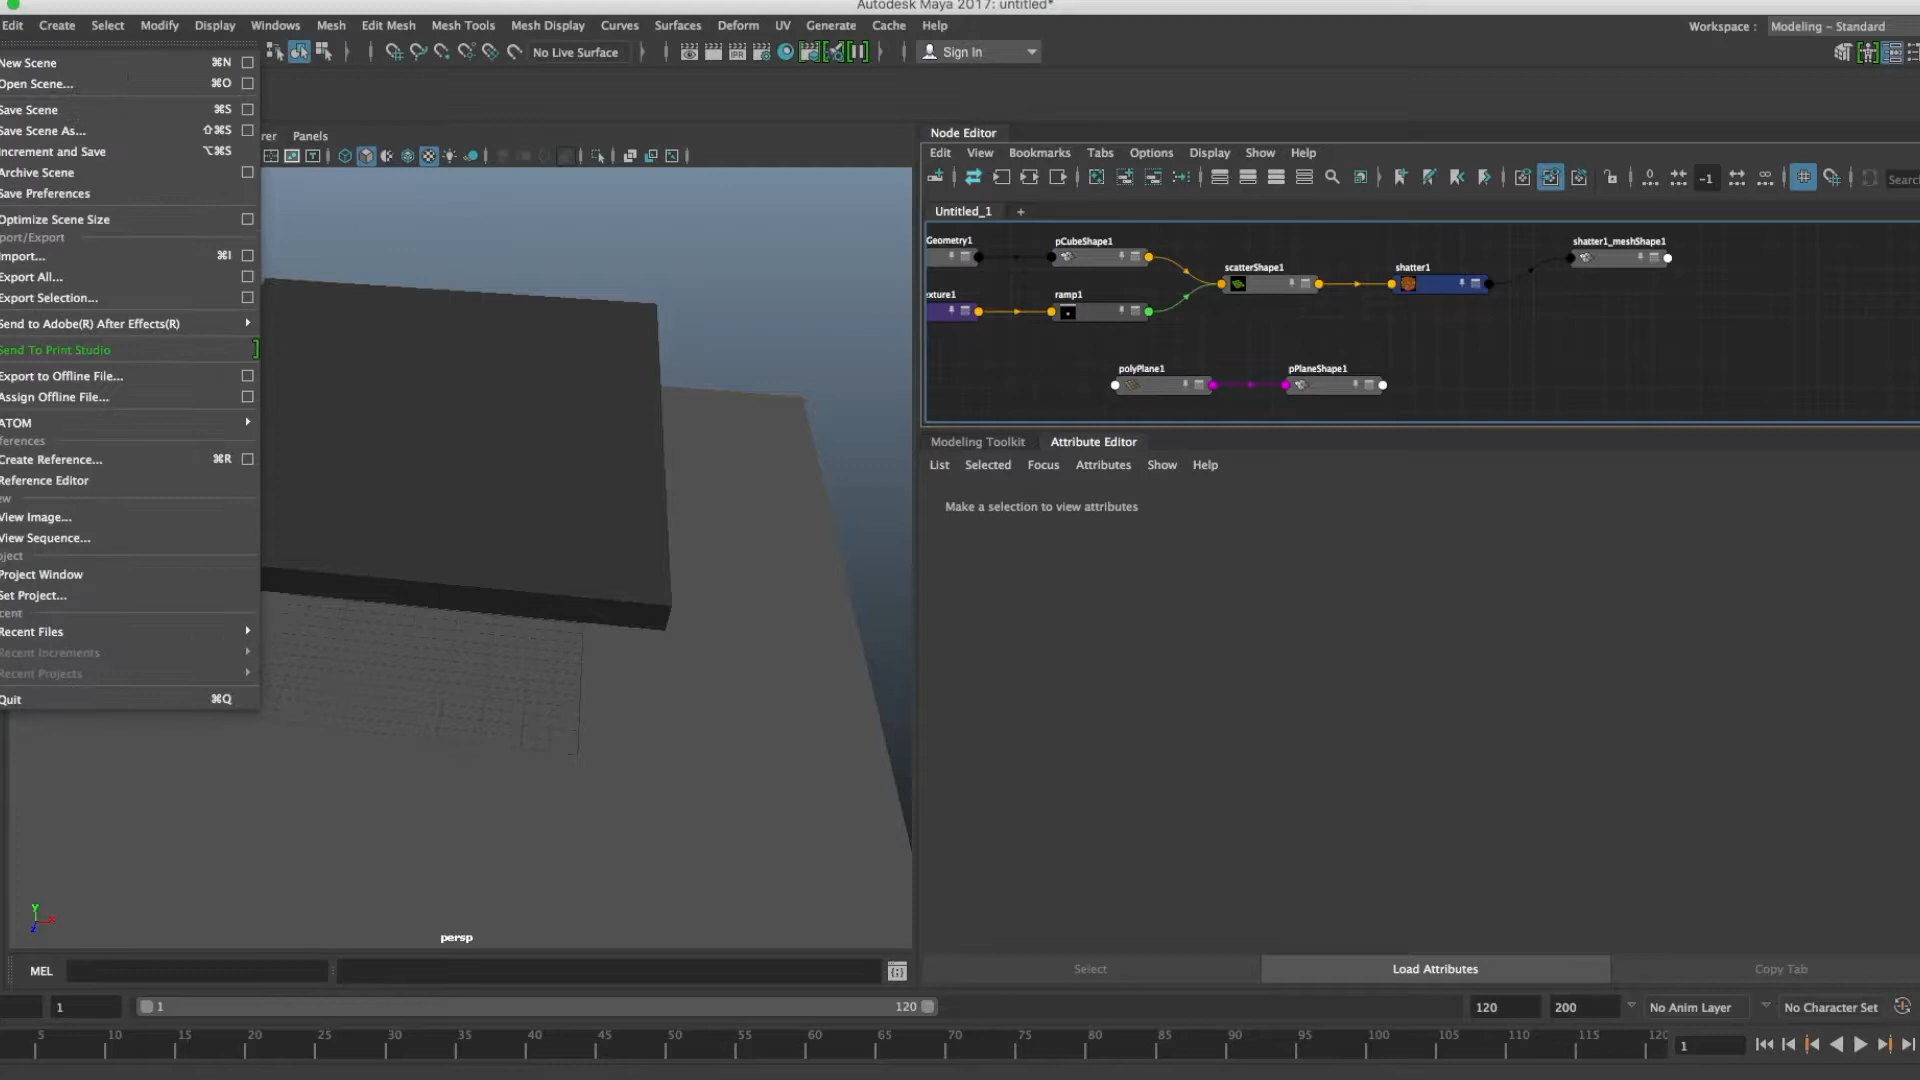 Autodesk Maya 2017: untitled*
Edit Create Select Modify Display Windows Mesh Edit Mesh Mesh Tools Mesh Display Curves Surfaces Deform UV Generate Cache Help
Workspace : Modeling - Standard
No Live Surface
Sign In
New Scene ⌘N
Open Scene... ⌘O
Save Scene ⌘S
Save Scene As... ⇧⌘S
Increment and Save ⌥⌘S
Archive Scene
Save Preferences
Optimize Scene Size
port/Export
Import... ⌘I
Export All...
Export Selection...
Send to Adobe(R) After Effects(R)
Send To Print Studio
Export to Offline File...
Assign Offline File...
ATOM
ferences
Create Reference... ⌘R
Reference Editor
ew
View Image...
View Sequence...
oject
Project Window
Set Project...
cent
Recent Files
Recent Increments
Recent Projects
Quit ⌘Q
rer Panels
persp
Node Editor
Edit View Bookmarks Tabs Options Display Show Help
-1
Searc
Untitled_1 +
Geometry1
pCubeShape1
shatter1_meshShape1
scatterShape1
shatter1
exture1
ramp1
polyPlane1
pPlaneShape1
Modeling Toolkit Attribute Editor
List Selected Focus Attributes Show Help
Make a selection to view attributes
Select Load Attributes Copy Tab
MEL
1 1 120 120 200 No Anim Layer No Character Set
5 10 15 20 25 30 35 40 45 50 55 60 65 70 75 80 85 90 95 100 105 110 115 120 1